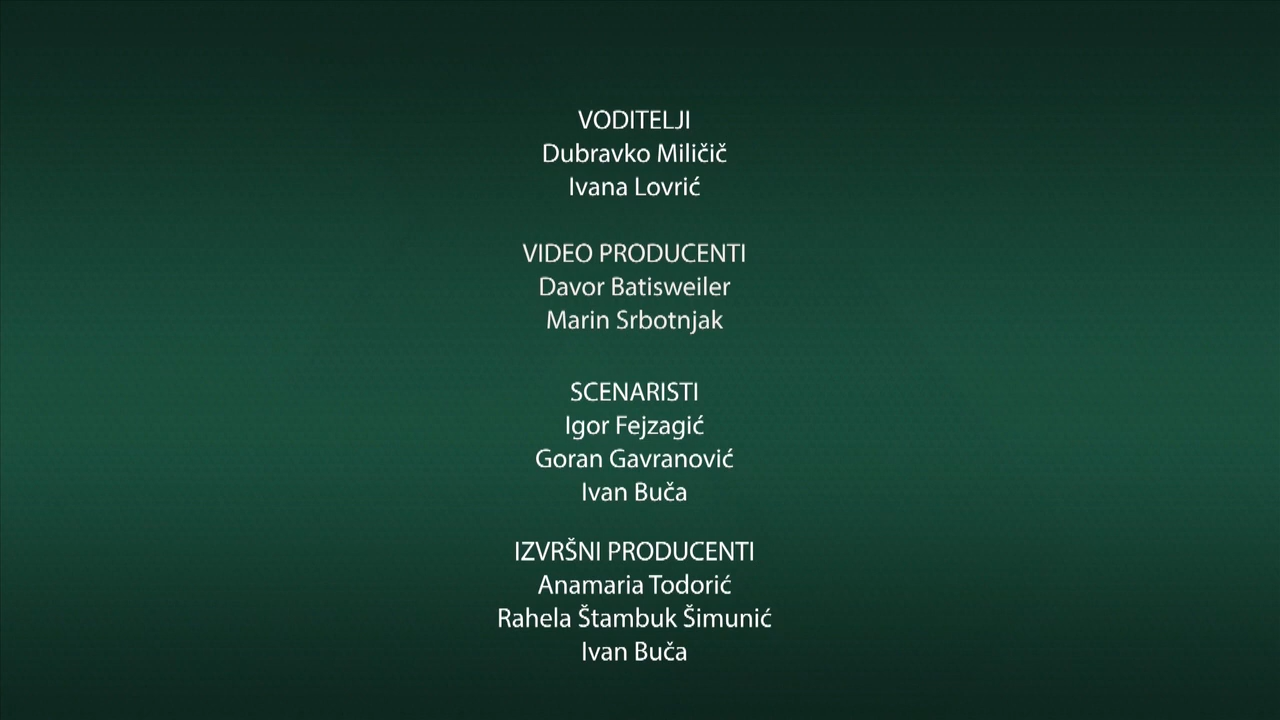 VODITELJI
Dubravko Miličič
Ivana Lovrić
VIDEO PRODUCENTI
Davor Batisweiler
Marin Srbotnjak
SCENARISTI
Igor Fejzagić
Goran Gavranović
Ivan Buča
IZVRŠNI PRODUCENTI
Anamaria Todorić
Rahela Štambuk Šimunić
Ivan Buča